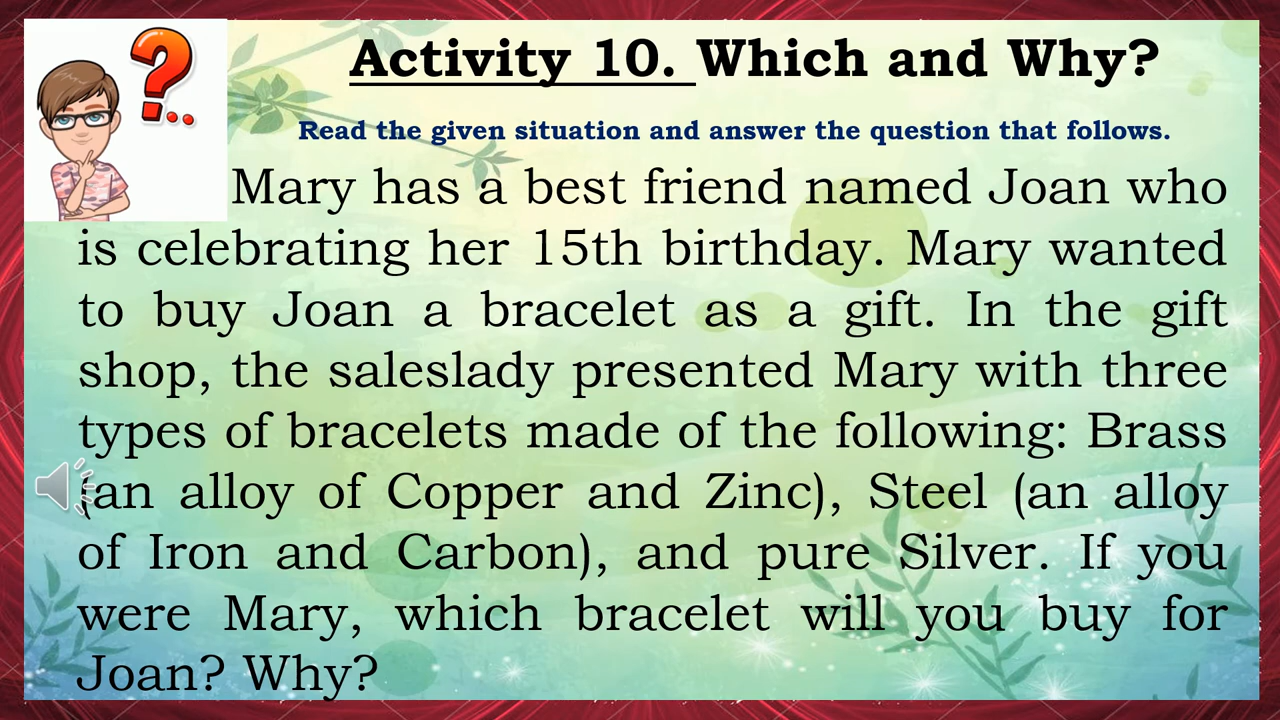 Activity 10. Which and Why?
Read the given situation and answer the question that follows.
Mary has a best friend named Joan who
is celebrating her 15th birthday. Mary wanted
to buy Joan a bracelet as a gift. In the gift
shop, the saleslady presented Mary with three
types of bracelets made of the following: Brass
(an alloy of Copper and Zinc), Steel (an alloy
of Iron and Carbon), and pure Silver. If you
were Mary, which bracelet will you buy for
Joan? Why?